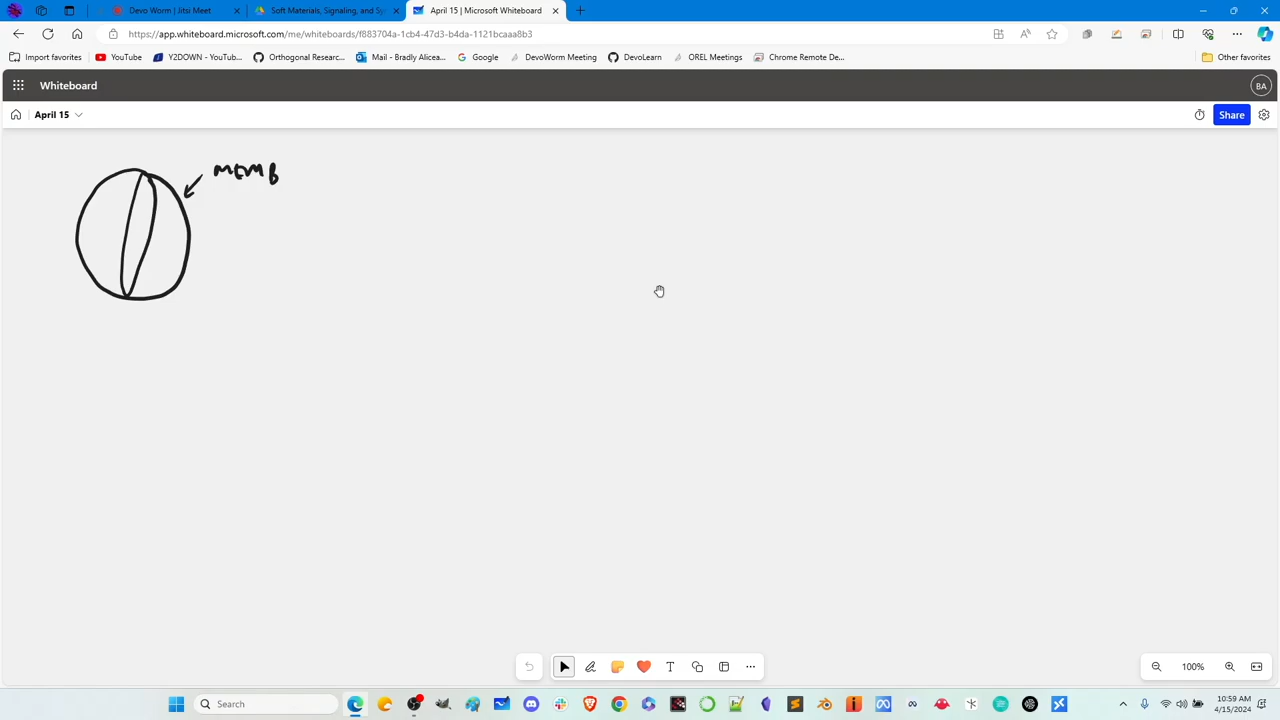 Devo Worm | Jitsi Meet
Soft Materials, Signaling, and Sy
April 15 | Microsoft Whiteboard
https://app.whiteboard.microsoft.com/me/whiteboards/f883704a-1cb4-47d3-b4da-1121bcaaa8b3
Import favorites
YouTube
Y2DOWN - YouTub...
Orthogonal Researc...
Mail - Bradly Alicea...
Google
DevoWorm Meeting
DevoLearn
OREL Meetings
Chrome Remote De...
Other favorites
Whiteboard
BA
April 15
Share
MEMB
100%
Search
10:59 AM
4/15/2024